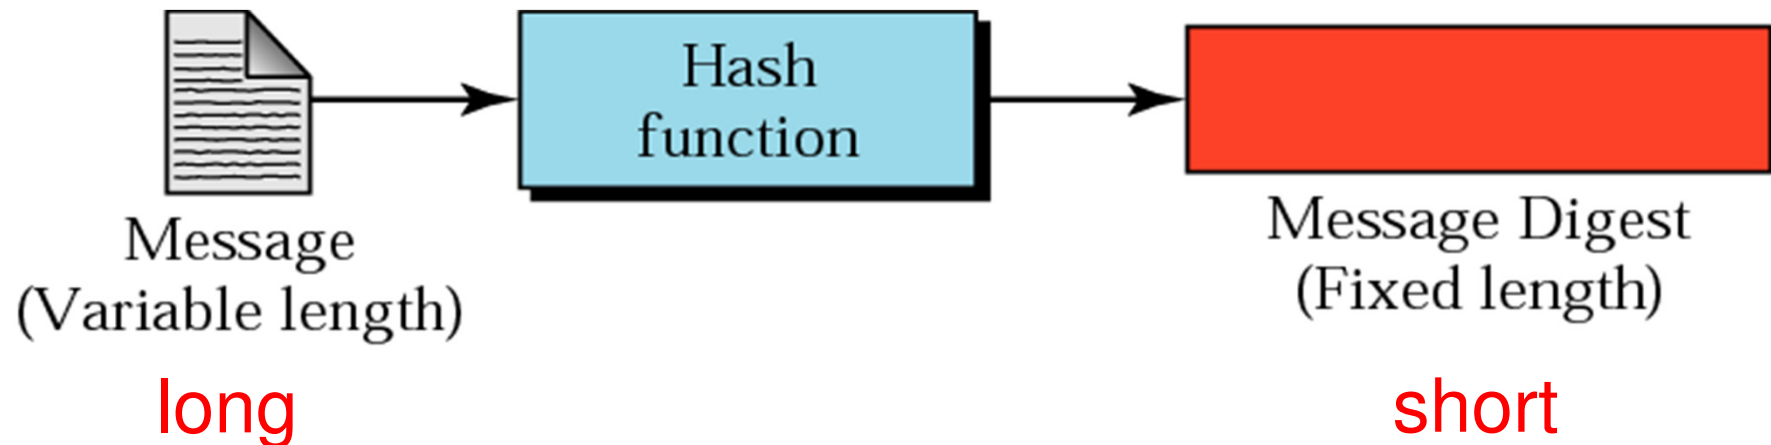 Hash
function
Message
(Variable length)
Message Digest
(Fixed length)
long
short